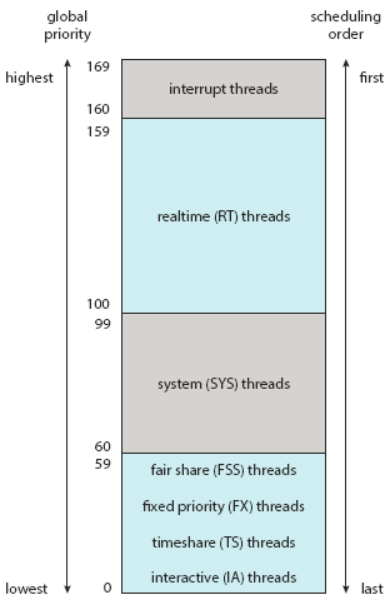 global
priority
scheduling
order
highest
169
first
interrupt threads
160
159
realtime (RT) threads
100
99
system (SYS) threads
60
59
fair share (FSS) threads
fixed priority (FX) threads
timeshare (TS) threads
interactive (IA) threads
lowest
0
last